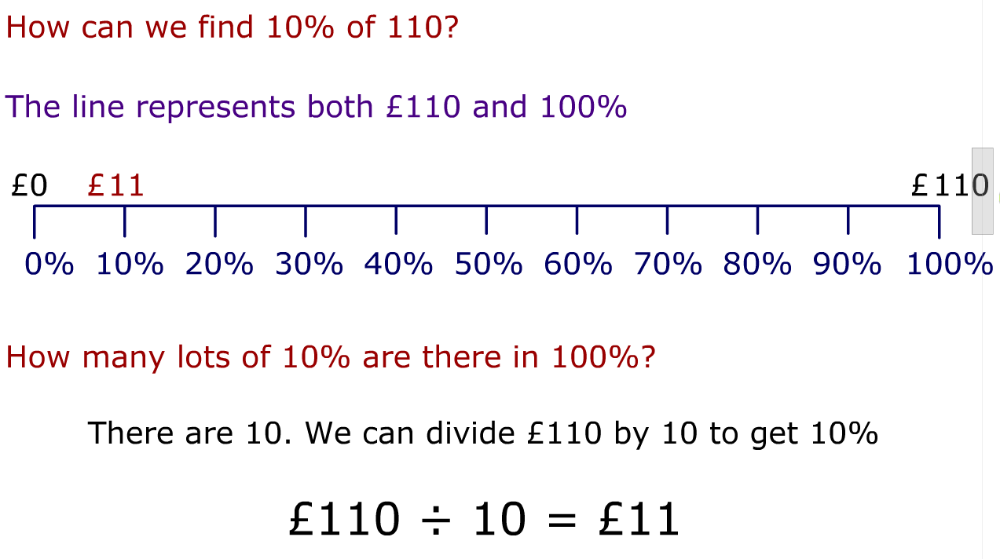 How can we find 10% of 110?
The line represents both £110 and 100%
£0 £11 £110
0% 10% 20% 30% 40% 50% 60% 70% 80% 90% 100%
How many lots of 10% are there in 100%?
There are 10. We can divide £110 by 10 to get 10%
£110 ÷ 10 = £11